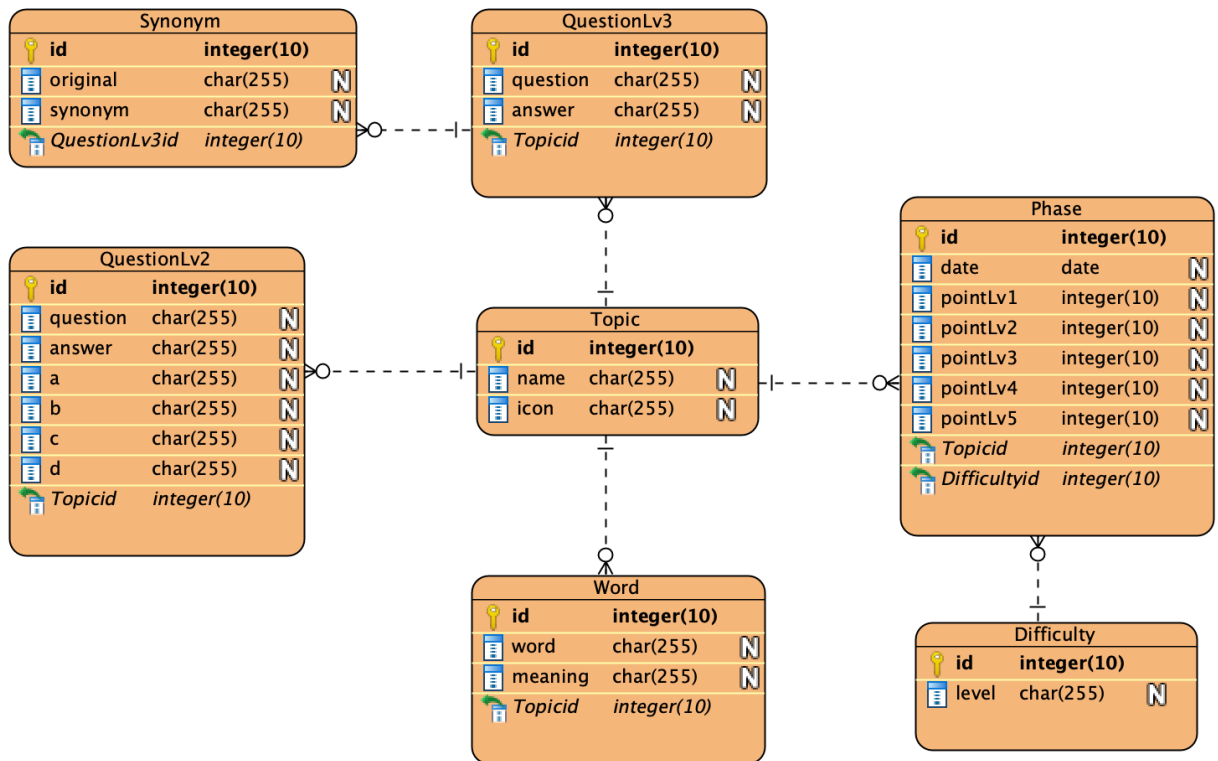 Synonym
id integer(10)
original char(255) N
synonym char(255) N
QuestionLv3id integer(10)
QuestionLv3
id integer(10)
question char(255) N
answer char(255) N
Topicid integer(10)
QuestionLv2
id integer(10)
question char(255) N
answer char(255) N
a char(255) N
b char(255) N
c char(255) N
d char(255) N
Topicid integer(10)
Topic
id integer(10)
name char(255) N
icon char(255) N
Phase
id integer(10)
date date N
pointLv1 integer(10) N
pointLv2 integer(10) N
pointLv3 integer(10) N
pointLv4 integer(10) N
pointLv5 integer(10) N
Topicid integer(10)
Difficultyid integer(10)
Word
id integer(10)
word char(255) N
meaning char(255) N
Topicid integer(10)
Difficulty
id integer(10)
level char(255) N